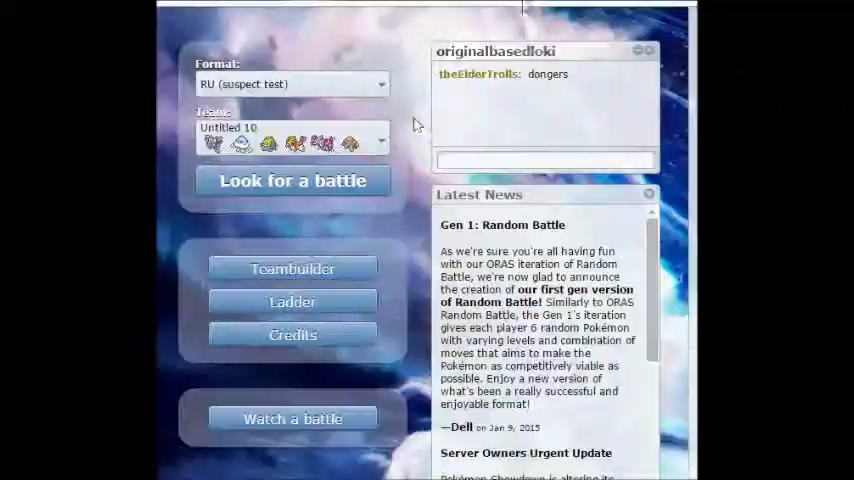 Format:
RU (suspect test)
Team:
Untitled 10
Look for a battle
Teambuilder
Ladder
Credits
Watch a battle
originalbasedloki
theElderTrolls: dongers
Latest News
Gen 1: Random Battle
As we're sure you're all having fun
with our ORAS iteration of Random
Battle, we're now glad to announce
the creation of our first gen version
of Random Battle! Similarly to ORAS
Random Battle, the Gen 1's iteration
gives each player 6 random Pokémon
with varying levels and combination of
moves that aims to make the
Pokémon as competitively viable as
possible. Enjoy a new version of
what's been a really successful and
enjoyable format!
—Dell on Jan 9, 2015
Server Owners Urgent Update
Pokémon Showdown is altering its